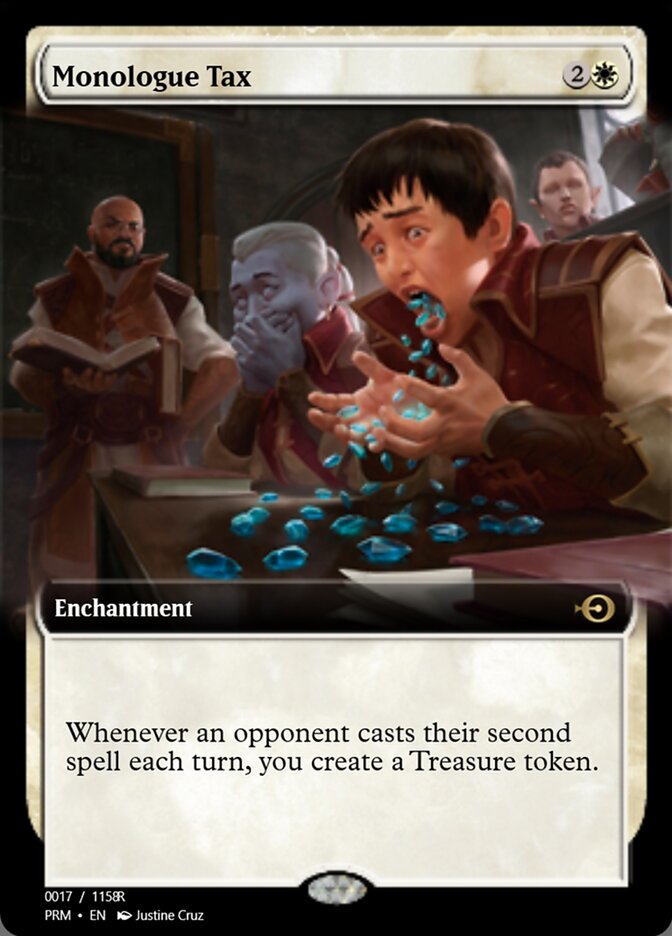 Monologue Tax 2
Enchantment
Whenever an opponent casts their second
spell each turn, you create a Treasure token.
0017 / 1158R
PRM • EN Justine Cruz